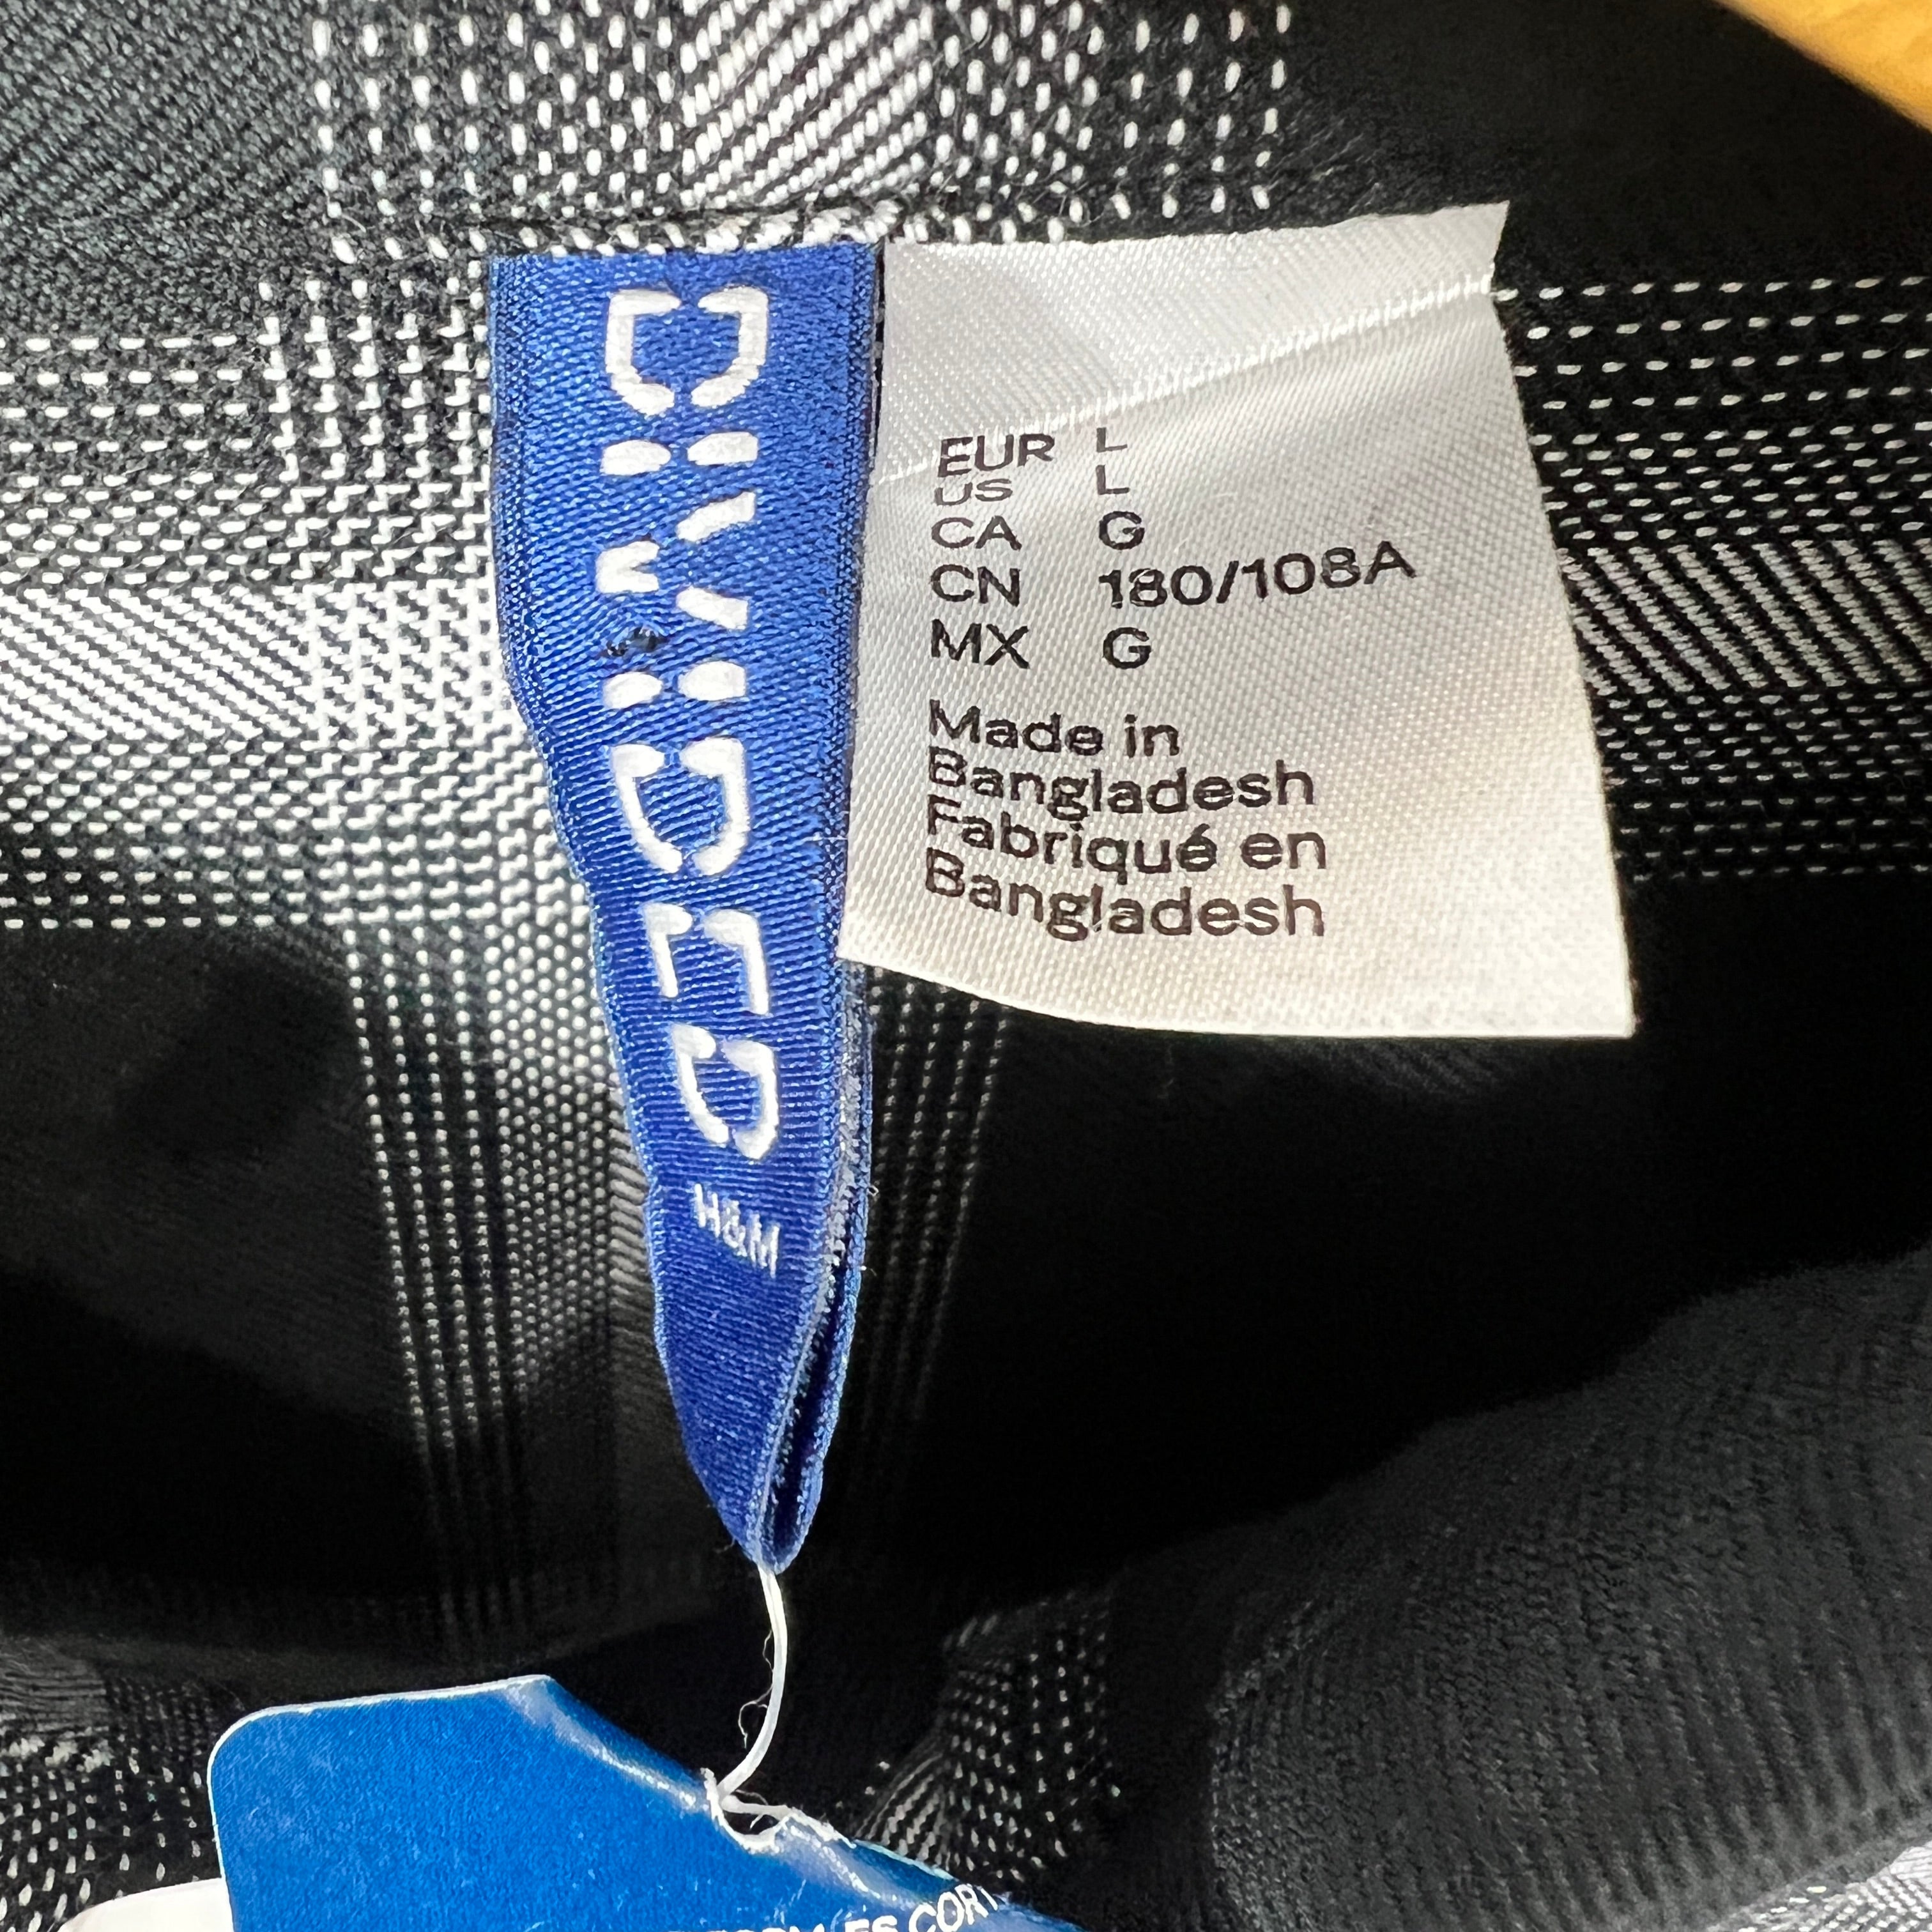 DIVIDED
H&M
EUR L
US L
CA G
CN 180/108A
MX G
Made in
Bangladesh
Fabriqué en
Bangladesh